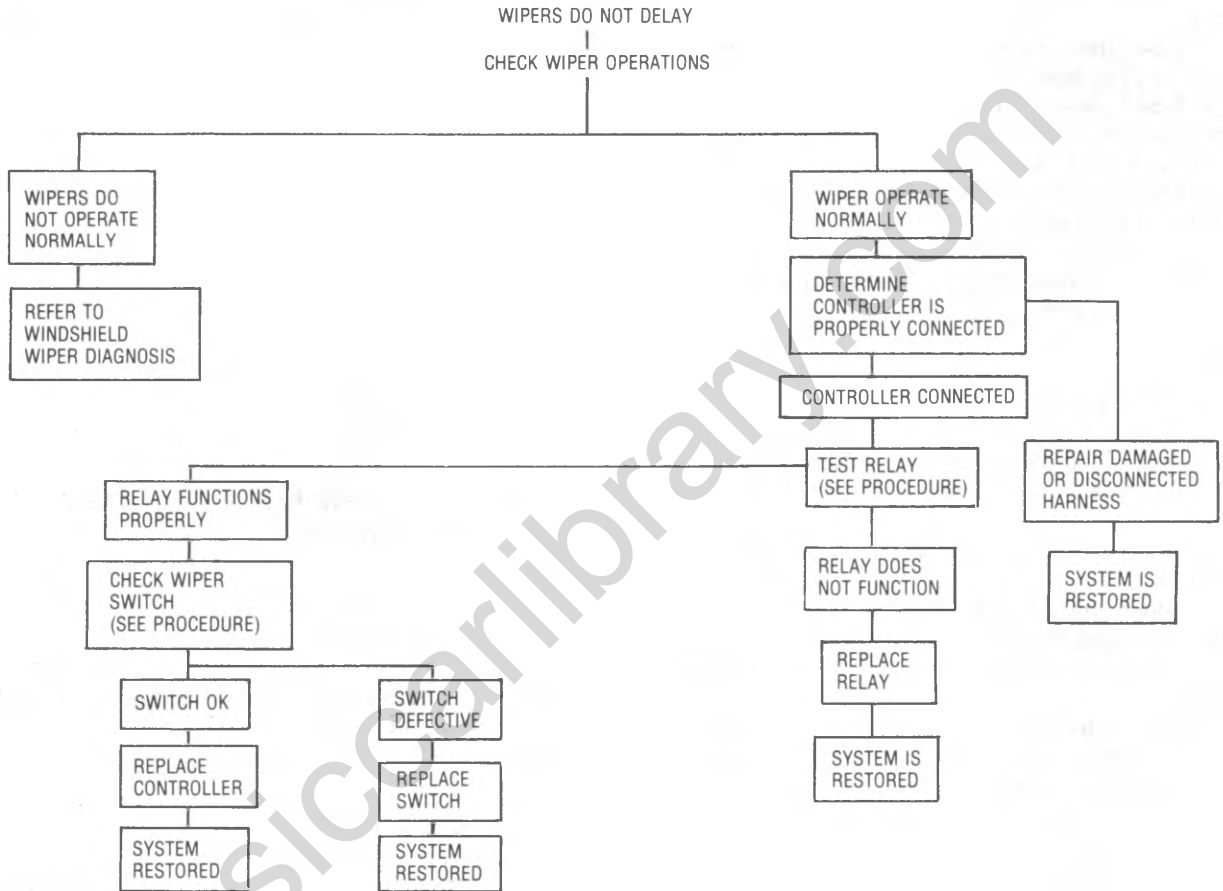 WIPERS DO NOT DELAY
CHECK WIPER OPERATIONS
WIPERS DO
NOT OPERATE
NORMALLY
REFER TO
WINDSHIELD
WIPER DIAGNOSIS
WIPER OPERATE
NORMALLY
DETERMINE
CONTROLLER IS
PROPERLY CONNECTED
CONTROLLER CONNECTED
TEST RELAY
(SEE PROCEDURE)
REPAIR DAMAGED
OR DISCONNECTED
HARNESS
SYSTEM IS
RESTORED
RELAY DOES
NOT FUNCTION
REPLACE
RELAY
SYSTEM IS
RESTORED
RELAY FUNCTIONS
PROPERLY
CHECK WIPER
SWITCH
(SEE PROCEDURE)
SWITCH OK
REPLACE
CONTROLLER
SYSTEM
RESTORED
SWITCH
DEFECTIVE
REPLACE
SWITCH
SYSTEM
RESTORED
siccarlibrary.com